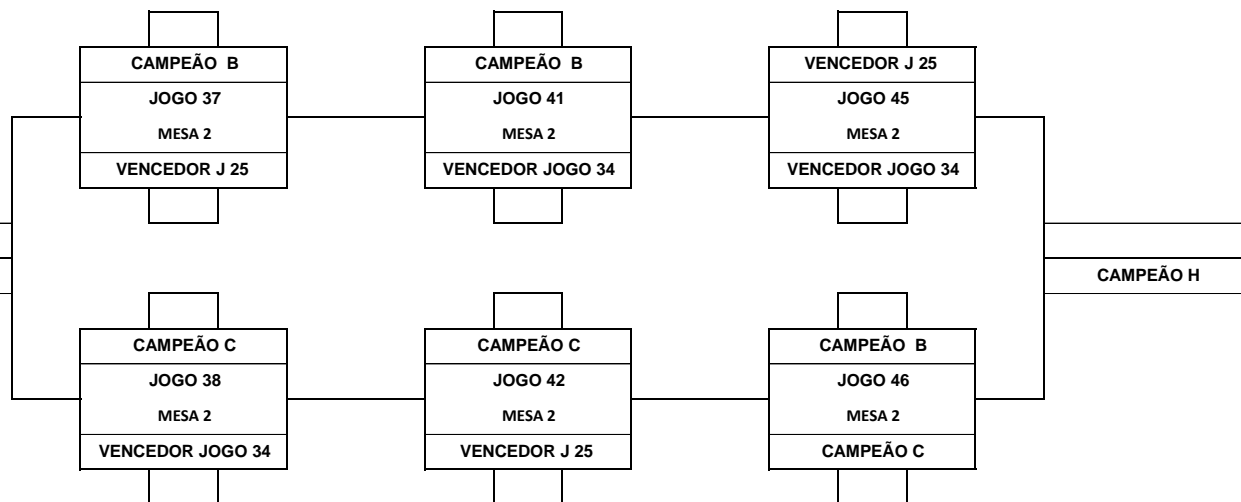 CAMPEÃO B
JOGO 37
MESA 2
VENCEDOR J 25
CAMPEÃO B
JOGO 41
MESA 2
VENCEDOR JOGO 34
VENCEDOR J 25
JOGO 45
MESA 2
VENCEDOR JOGO 34
CAMPEÃO H
CAMPEÃO C
JOGO 38
MESA 2
VENCEDOR JOGO 34
CAMPEÃO C
JOGO 42
MESA 2
VENCEDOR J 25
CAMPEÃO B
JOGO 46
MESA 2
CAMPEÃO C